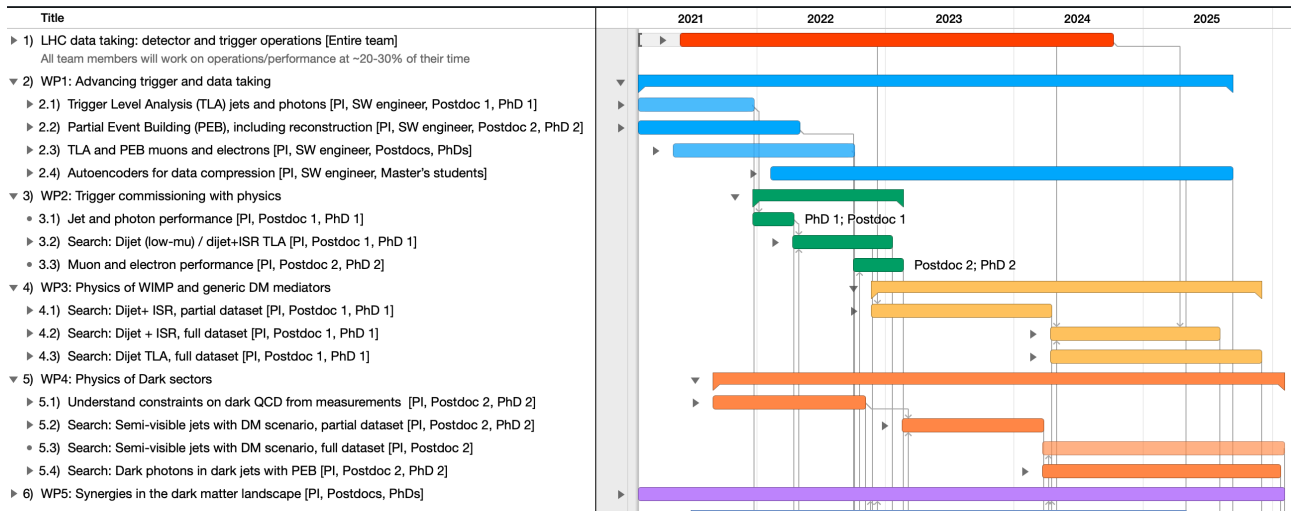 Title 2021 2022 2023 2024 2025
1) LHC data taking: detector and trigger operations [Entire team]
All team members will work on operations/performance at ~20-30% of their time
2) WP1: Advancing trigger and data taking
2.1) Trigger Level Analysis (TLA) jets and photons [PI, SW engineer, Postdoc 1, PhD 1]
2.2) Partial Event Building (PEB), including reconstruction [PI, SW engineer, Postdoc 2, PhD 2]
2.3) TLA and PEB muons and electrons [PI, SW engineer, Postdocs, PhDs]
2.4) Autoencoders for data compression [PI, SW engineer, Master's students]
3) WP2: Trigger commissioning with physics
3.1) Jet and photon performance [PI, Postdoc 1, PhD 1] PhD 1; Postdoc 1
3.2) Search: Dijet (low-mu) / dijet+ISR TLA [PI, Postdoc 1, PhD 1]
3.3) Muon and electron performance [PI, Postdoc 2, PhD 2] Postdoc 2; PhD 2
4) WP3: Physics of WIMP and generic DM mediators
4.1) Search: Dijet+ ISR, partial dataset [PI, Postdoc 1, PhD 1]
4.2) Search: Dijet + ISR, full dataset [PI, Postdoc 1, PhD 1]
4.3) Search: Dijet TLA, full dataset [PI, Postdoc 1, PhD 1]
5) WP4: Physics of Dark sectors
5.1) Understand constraints on dark QCD from measurements [PI, Postdoc 2, PhD 2]
5.2) Search: Semi-visible jets with DM scenario, partial dataset [PI, Postdoc 2, PhD 2]
5.3) Search: Semi-visible jets with DM scenario, full dataset [PI, Postdoc 2]
5.4) Search: Dark photons in dark jets with PEB [PI, Postdoc 2, PhD 2]
6) WP5: Synergies in the dark matter landscape [PI, Postdocs, PhDs]